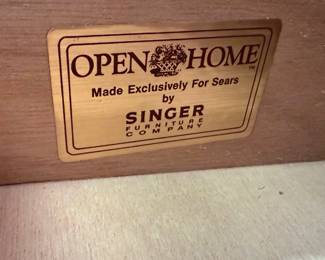 OPEN HOME
Made Exclusively For Sears
by
SINGER
FURNITURE
COMPANY